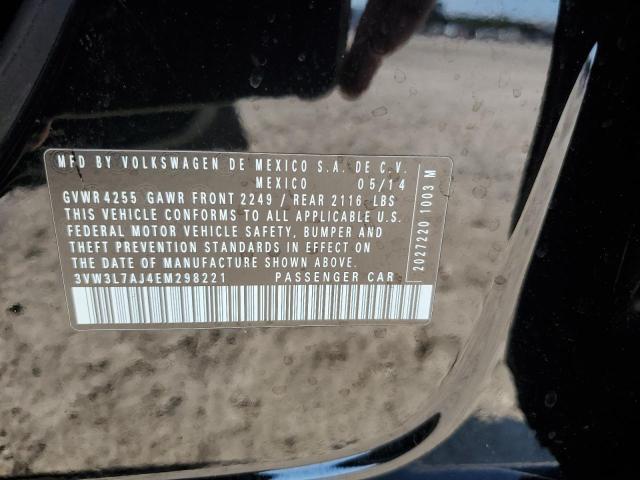 MFD BY VOLKSWAGEN DE MEXICO S.A. DE C.V.
MEXICO 05/14
GVWR 4255 GAWR FRONT 2249 / REAR 2116 LBS
THIS VEHICLE CONFORMS TO ALL APPLICABLE U.S.
FEDERAL MOTOR VEHICLE SAFETY, BUMPER AND
THEFT PREVENTION STANDARDS IN EFFECT ON
THE DATE OF MANUFACTURE SHOWN ABOVE.
3VW3L7AJ4EM298221 PASSENGER CAR
2027220 1003 M